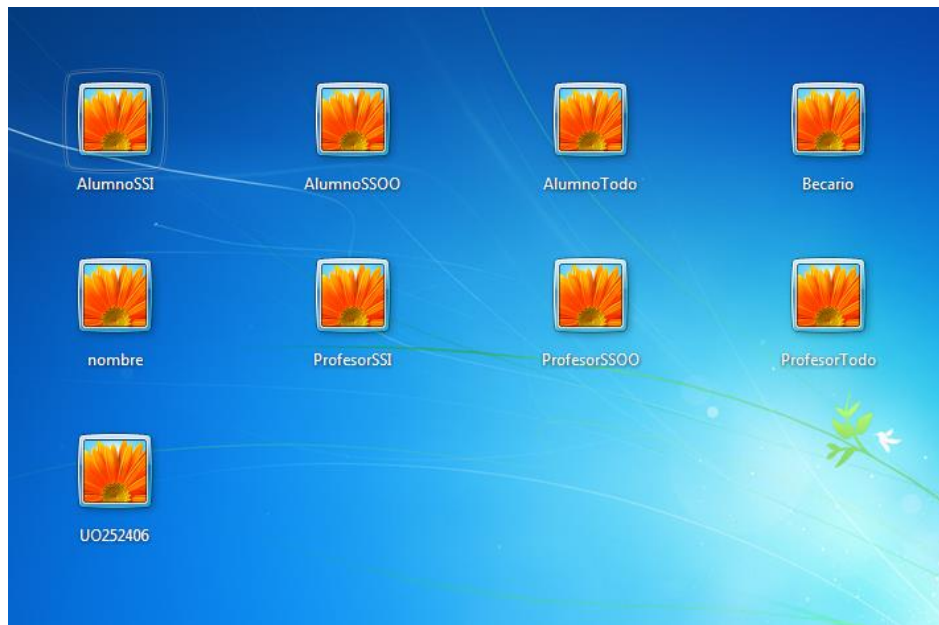 AlumnoSSI
AlumnoSSOO
AlumnoTodo
Becario
nombre
ProfesorSSI
ProfesorSSOO
ProfesorTodo
UO252406